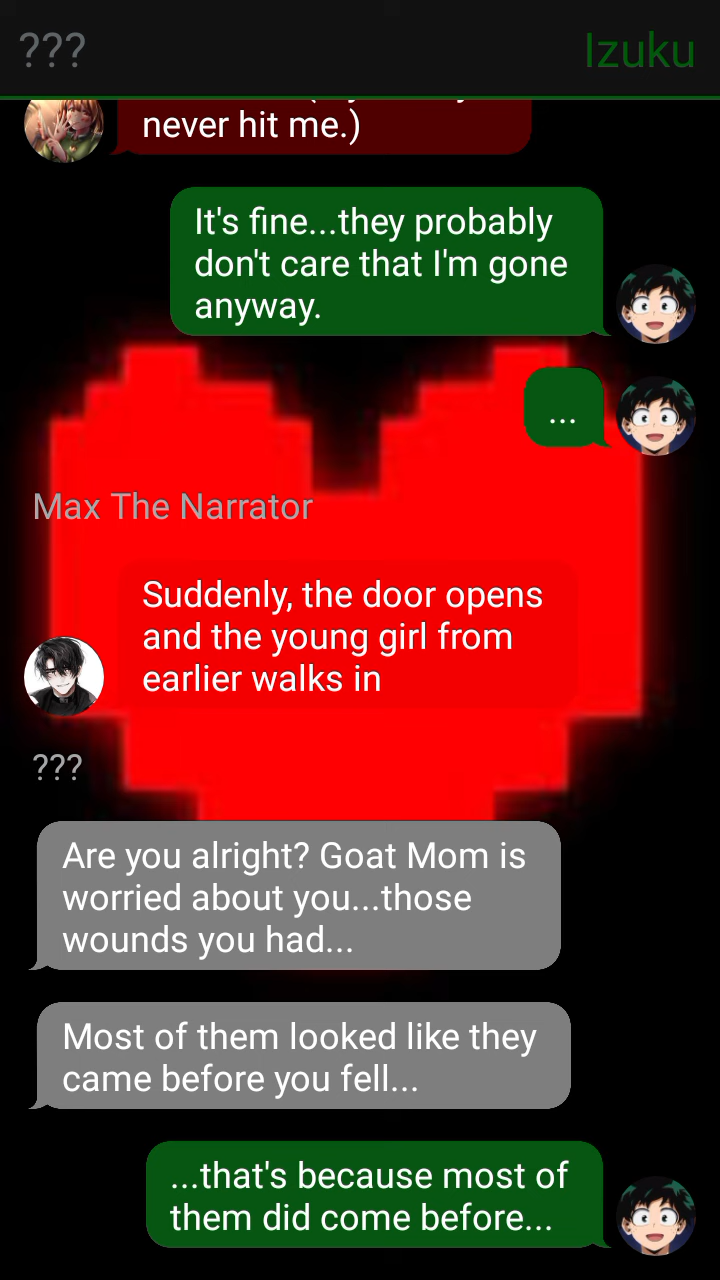 ??? Izuku
never hit me.)
It's fine...they probably
don't care that I'm gone
anyway.
...
Max The Narrator
Suddenly, the door opens
and the young girl from
earlier walks in
???
Are you alright? Goat Mom is
worried about you...those
wounds you had...
Most of them looked like they
came before you fell...
...that's because most of
them did come before...